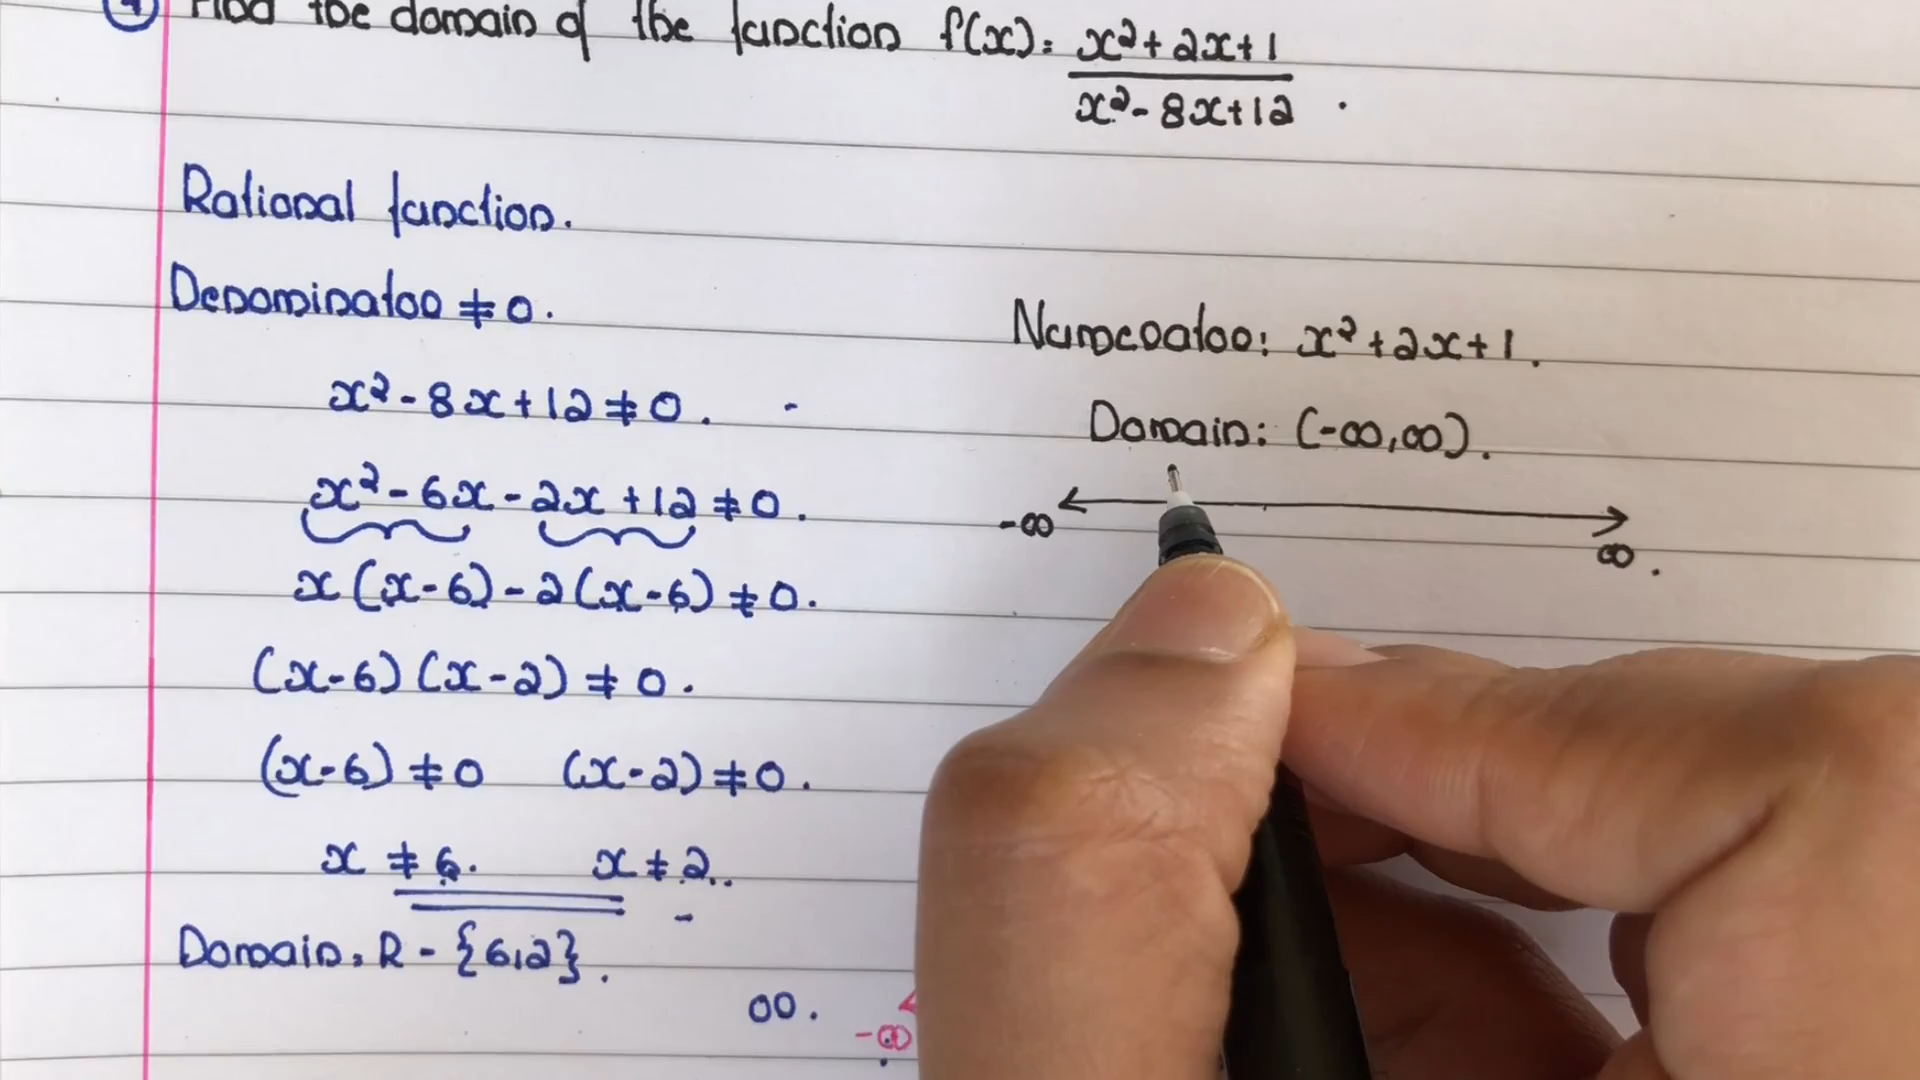 Find the domain of the function f(x) = x²+2x+1 / x²-8x+12 .
Rational function.
Denominator ≠ 0.
x² - 8x + 12 ≠ 0.
x² - 6x - 2x + 12 ≠ 0.
x(x-6) - 2(x-6) ≠ 0.
(x-6)(x-2) ≠ 0.
(x-6) ≠ 0 (x-2) ≠ 0.
x ≠ 6. x ≠ 2.
Domain: R - {6,2}.
or.
Numerator: x² + 2x + 1.
Domain: (-∞,∞).
-∞ ∞.
-∞